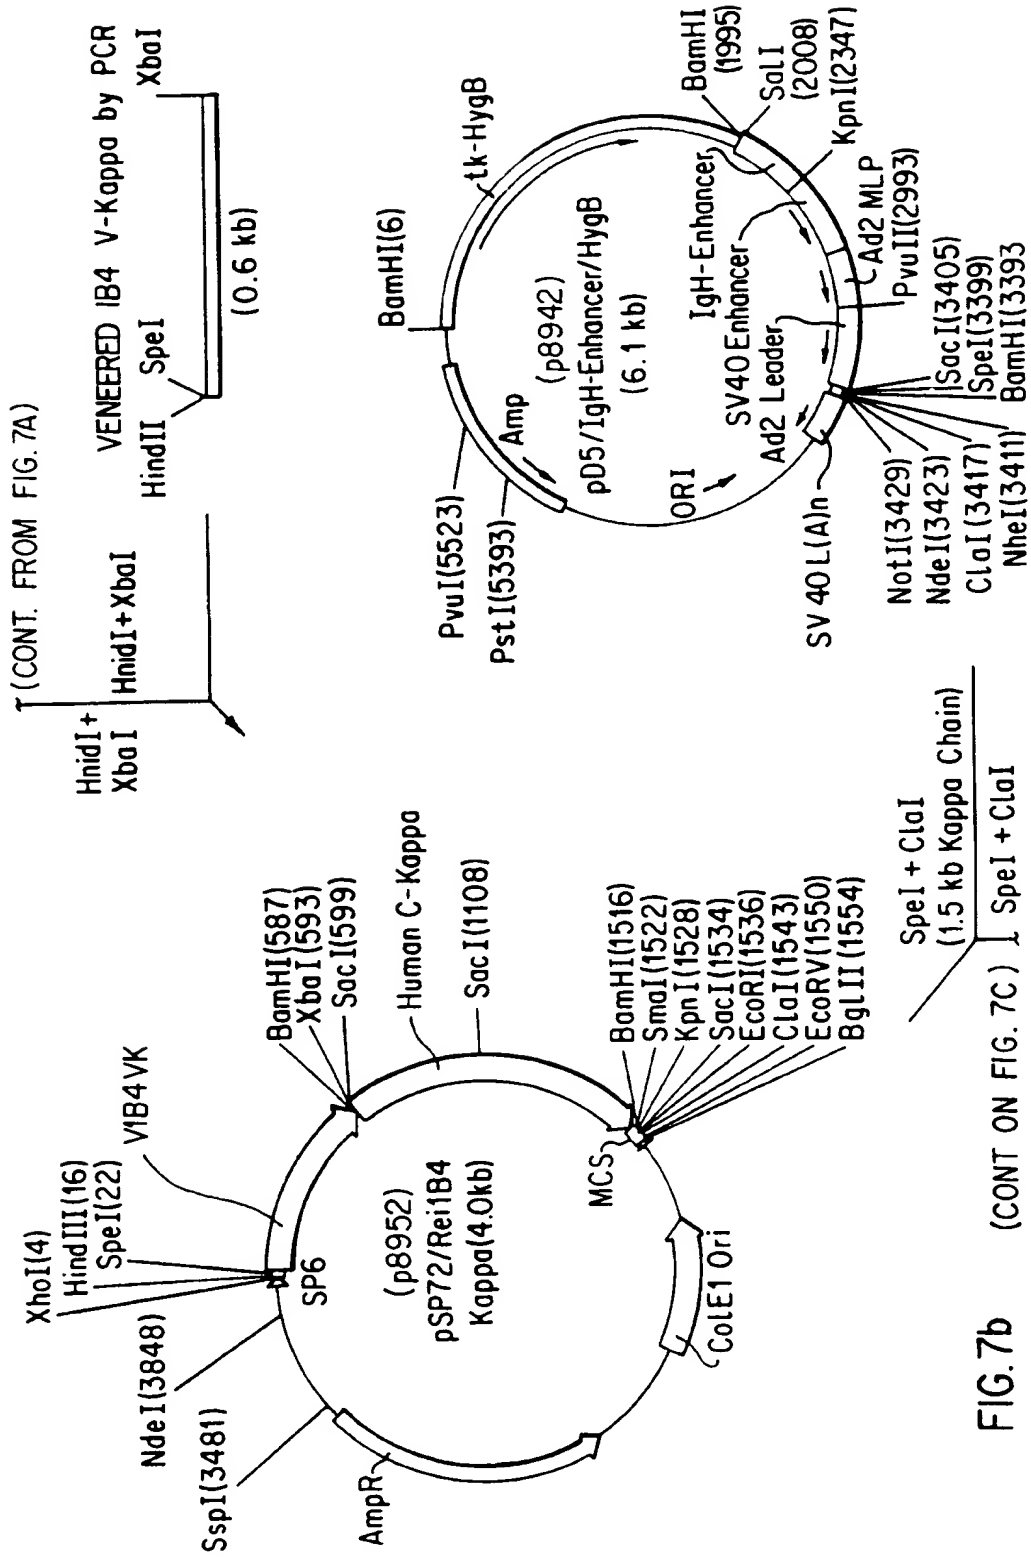 (CONT. FROM FIG. 7A)
HnidI+
XbaI
HnidI+XbaI
VENEERED IB4 V-Kappa by PCR
HindII
SpeI
XbaI
(0.6 kb)
XhoI(4)
HindIII(16)
SpeI(22)
V1B4VK
NdeI(3848)
SspI(3481)
SP6
BamHI(587)
XbaI(593)
SacI(599)
Human C-Kappa
SacI(1108)
(p8952)
pSP72/Rei1B4
Kappa(4.0kb)
AmpR
MCS
ColE1 Ori
BamHI(1516)
SmaI(1522)
KpnI(1528)
SacI(1534)
EcoRI(1536)
ClaI(1543)
EcoRV(1550)
BglII(1554)
BamHI(6)
tk-HygB
PvuI(5523)
PstI(5393)
Amp
(p8942)
pD5/IgH-Enhancer/HygB
(6.1 kb)
ORI
IgH-Enhancer
SV40 Enhancer
Ad2 Leader
BamHI
(1995)
SalI
(2008)
KpnI(2347)
Ad2 MLP
PvuII(2993)
SV 40 L(A)n
SacI(3405)
SpeI(3399)
BamHI(3393
NotI(3429)
NdeI(3423)
ClaI(3417)
NheI(3411)
SpeI + ClaI
(1.5 kb Kappa Chain)
SpeI + ClaI
(CONT ON FIG. 7C)
FIG.7b